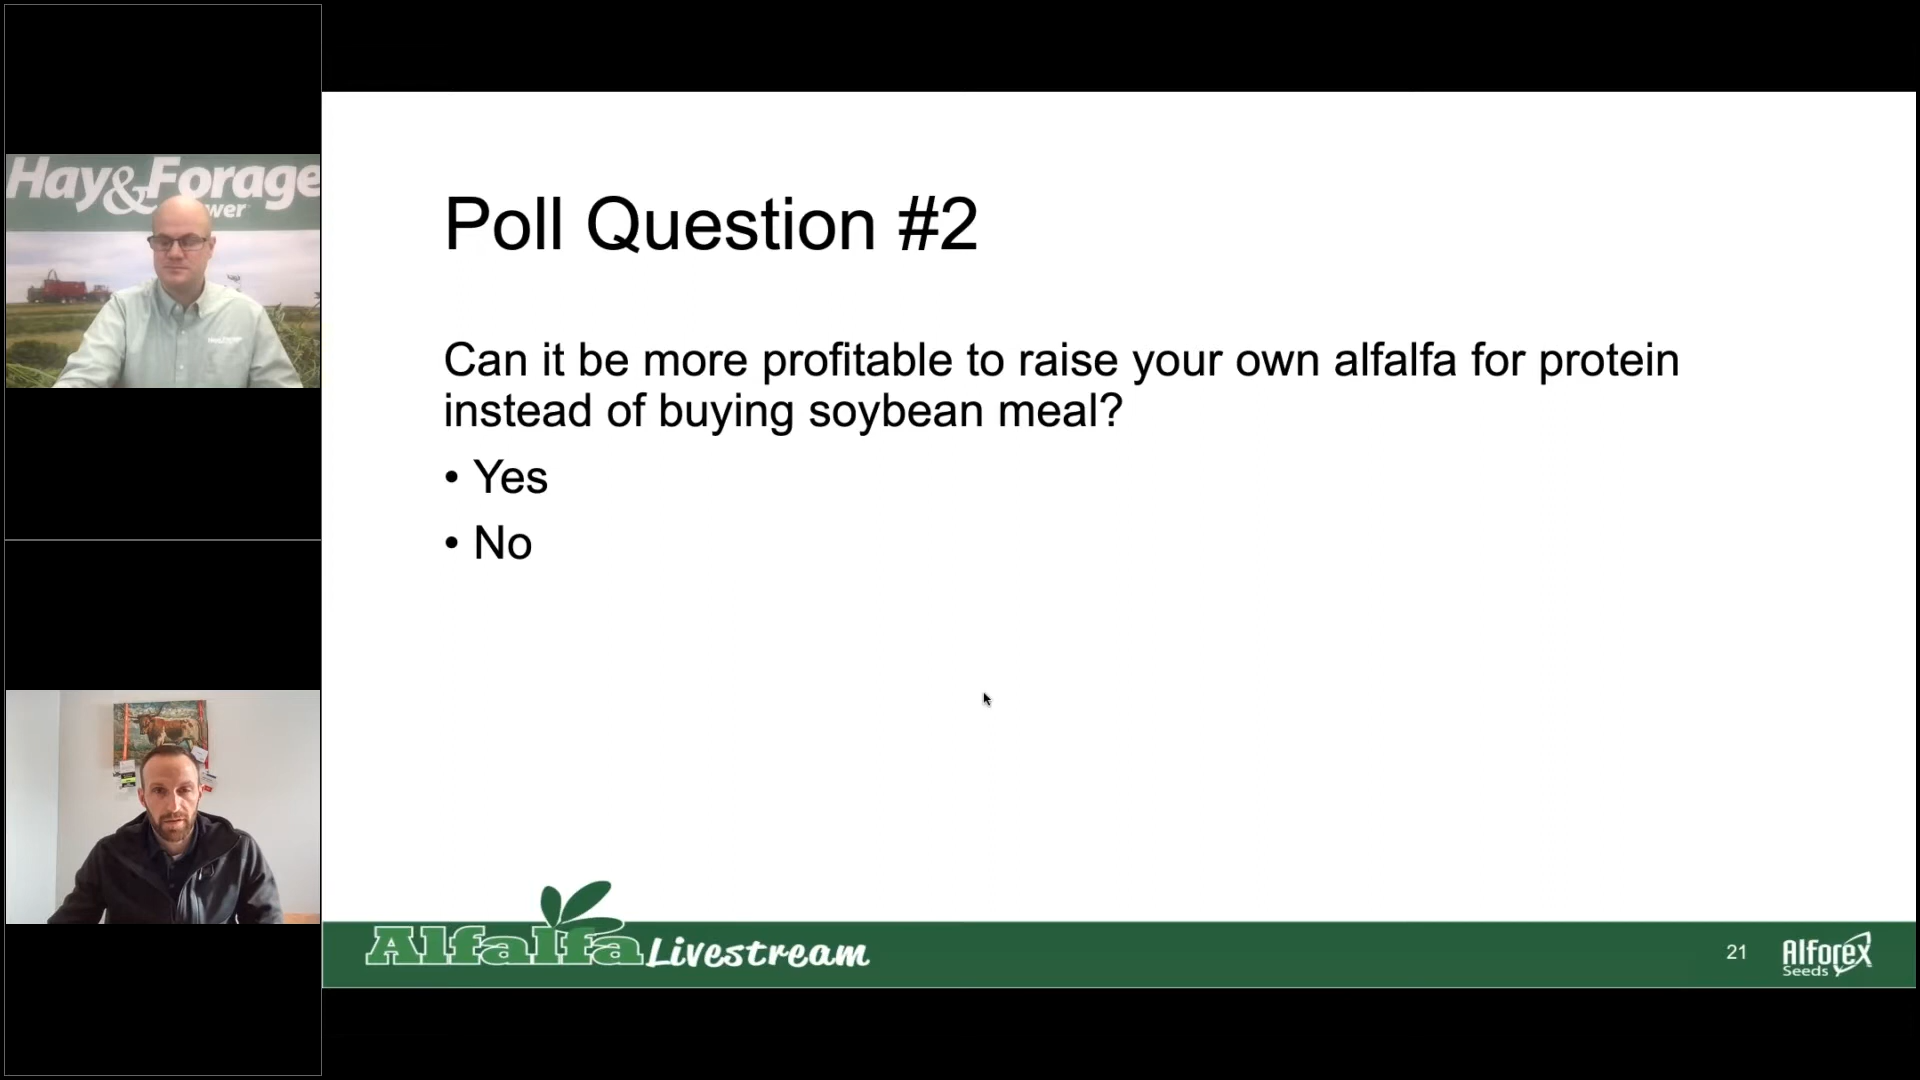 Hay&Forage
wer
Poll Question #2
Can it be more profitable to raise your own alfalfa for protein
instead of buying soybean meal?
• Yes
• No
Alfalfa Livestream
21
Alforex
Seeds